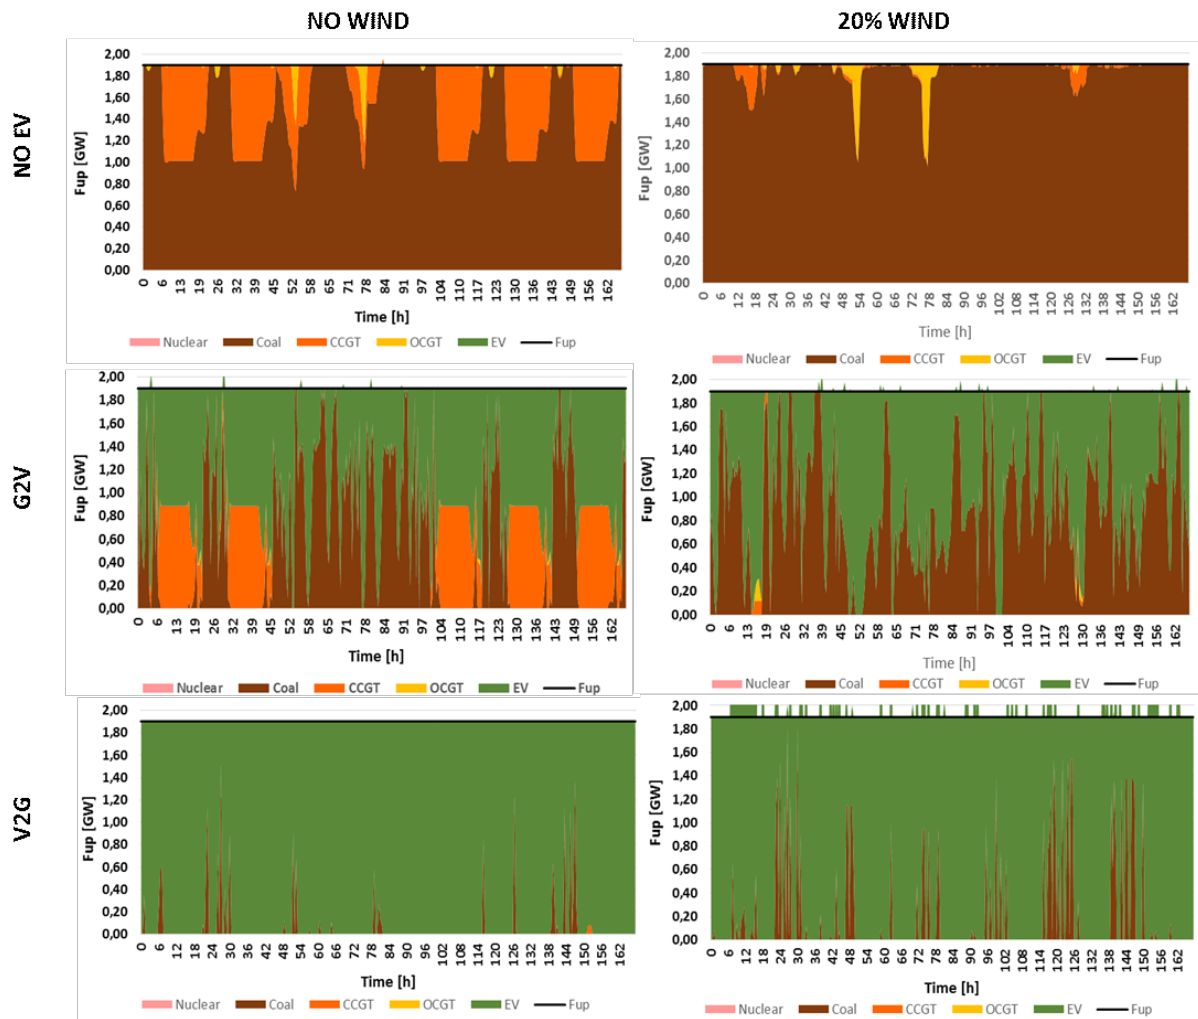 NO WIND
20% WIND
NO EV
Fup [GW]
2,00
1,80
1,60
1,40
1,20
1,00
0,80
0,60
0,40
0,20
0,00
0 6 13 19 26 32 39 45 52 58 65 71 78 84 91 97 104 110 117 123 130 136 143 149 156 162
Time [h]
Nuclear Coal CCGT OCGT EV Fup
Fup [GW]
2,00
1,80
1,60
1,40
1,20
1,00
0,80
0,60
0,40
0,20
0,00
0 6 12 18 24 30 36 42 48 54 60 66 72 78 84 90 96 102 108 114 120 126 132 138 144 150 156 162
Time [h]
Nuclear Coal CCGT OCGT EV Fup
G2V
Fup [GW]
2,00
1,80
1,60
1,40
1,20
1,00
0,80
0,60
0,40
0,20
0,00
0 6 13 19 26 32 39 45 52 58 65 71 78 84 91 97 104 110 117 123 130 136 143 149 156 162
Time [h]
Nuclear Coal CCGT OCGT EV Fup
Fup [GW]
2,00
1,80
1,60
1,40
1,20
1,00
0,80
0,60
0,40
0,20
0,00
0 6 13 19 26 32 39 45 52 58 65 71 78 84 91 97 104 110 117 123 130 136 143 149 156 162
Time [h]
Nuclear Coal CCGT OCGT EV Fup
V2G
Fup [GW]
2,00
1,80
1,60
1,40
1,20
1,00
0,80
0,60
0,40
0,20
0,00
0 6 12 18 24 30 36 42 48 54 60 66 72 78 84 90 96 102 108 114 120 126 132 138 144 150 156 162
Time [h]
Nuclear Coal CCGT OCGT EV Fup
Fup [GW]
2,00
1,80
1,60
1,40
1,20
1,00
0,80
0,60
0,40
0,20
0,00
0 6 12 18 24 30 36 42 48 54 60 66 72 78 84 90 96 102 108 114 120 126 132 138 144 150 156 162
Time [h]
Nuclear Coal CCGT OCGT EV Fup